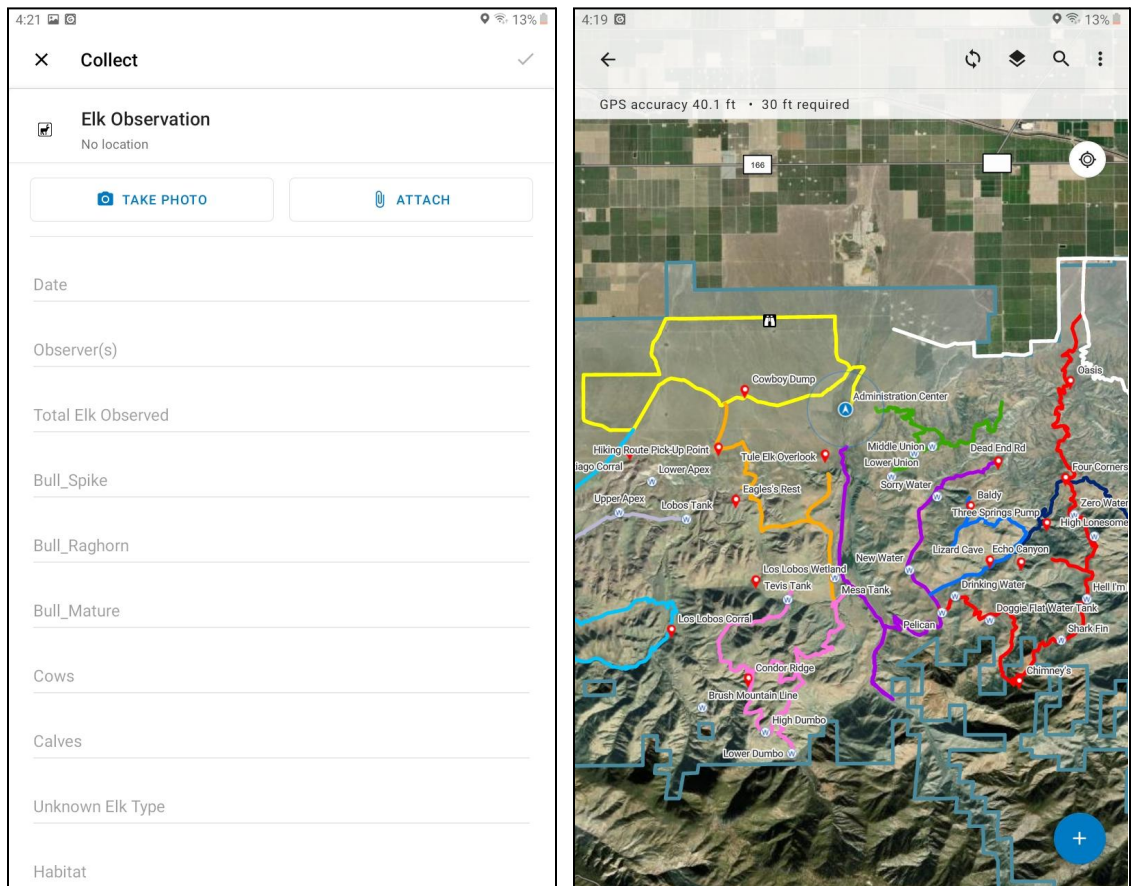 4:21
13%
Collect
Elk Observation
No location
TAKE PHOTO
ATTACH
Date
Observer(s)
Total Elk Observed
Bull_Spike
Bull_Raghorn
Bull_Mature
Cows
Calves
Unknown Elk Type
Habitat
4:19
13%
GPS accuracy 40.1 ft • 30 ft required
166
Oasis
Cowboy Dump
Administration Center
Hiking Route Pick-Up Point
Middle Union
Dead End Rd
Tule Elk Overlook
Lower Union
iago Corral
Lower Apex
Four Corners
Sorry Water
Eagles's Rest
Baldy
Upper Apex
Lobos Tank
Zero Water
Three Springs Pump
High Lonesome
Lizard Cave
Echo Canyon
New Water
Los Lobos Wetland
Tevis Tank
Mesa Tank
Drinking Water
Hell I'm
Doggie Flat Water Tank
Los Lobos Corral
Pelican
Shark Fin
Condor Ridge
Chimney's
Brush Mountain Line
High Dumbo
Lower Dumbo